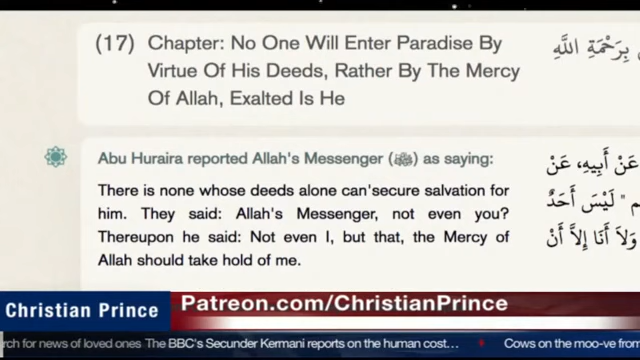 (17) Chapter: No One Will Enter Paradise By
Virtue Of His Deeds, Rather By The Mercy
Of Allah, Exalted Is He
بِرَحْمَةِ اللَّهِ
Abu Huraira reported Allah's Messenger (ﷺ) as saying:
There is none whose deeds alone can'secure salvation for
him. They said: Allah's Messenger, not even you?
Thereupon he said: Not even I, but that, the Mercy of
Allah should take hold of me.
عَنْ أَبِيهِ، عَنْ
" لَيْسَ أَحَدٌ
وَلاَ أَنَا إِلاَّ أَنْ
Christian Prince
Patreon.com/ChristianPrince
for news of loved ones The BBC's Secunder Kermani reports on the human cost... Cows on the moo-ve from